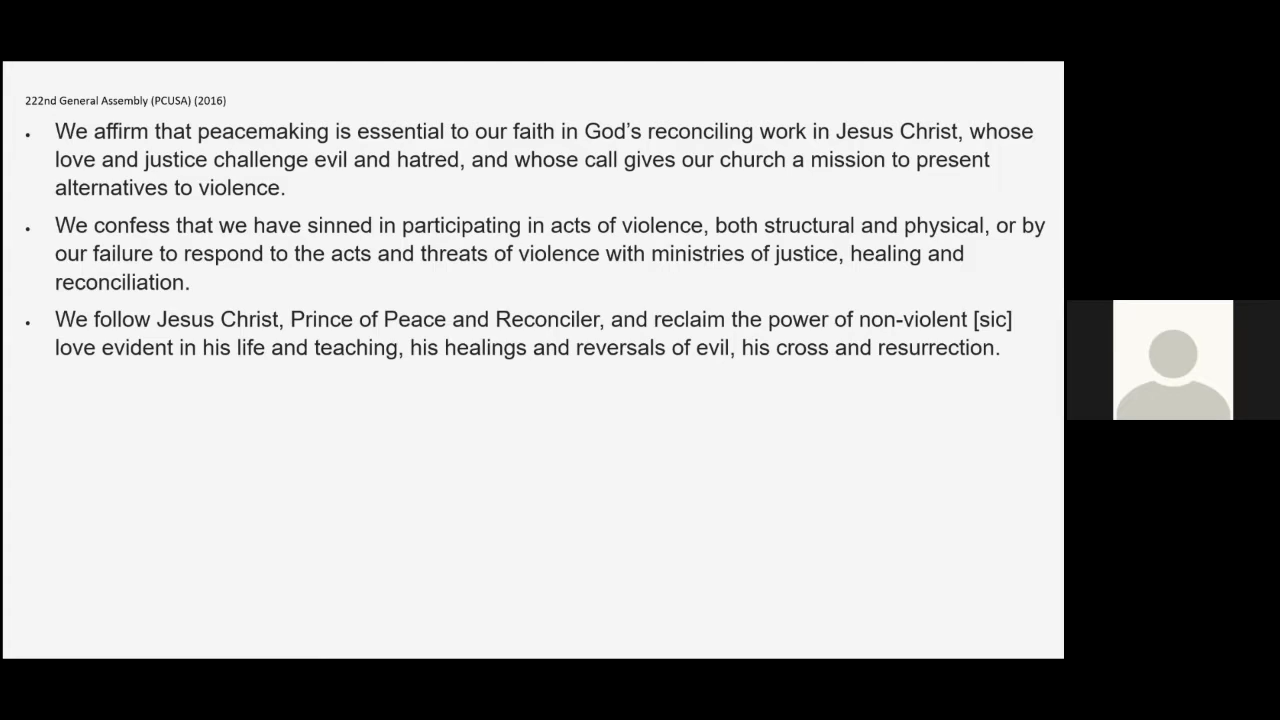 222nd General Assembly (PCUSA) (2016)
• We affirm that peacemaking is essential to our faith in God’s reconciling work in Jesus Christ, whose
love and justice challenge evil and hatred, and whose call gives our church a mission to present
alternatives to violence.
• We confess that we have sinned in participating in acts of violence, both structural and physical, or by
our failure to respond to the acts and threats of violence with ministries of justice, healing and
reconciliation.
• We follow Jesus Christ, Prince of Peace and Reconciler, and reclaim the power of non-violent [sic]
love evident in his life and teaching, his healings and reversals of evil, his cross and resurrection.